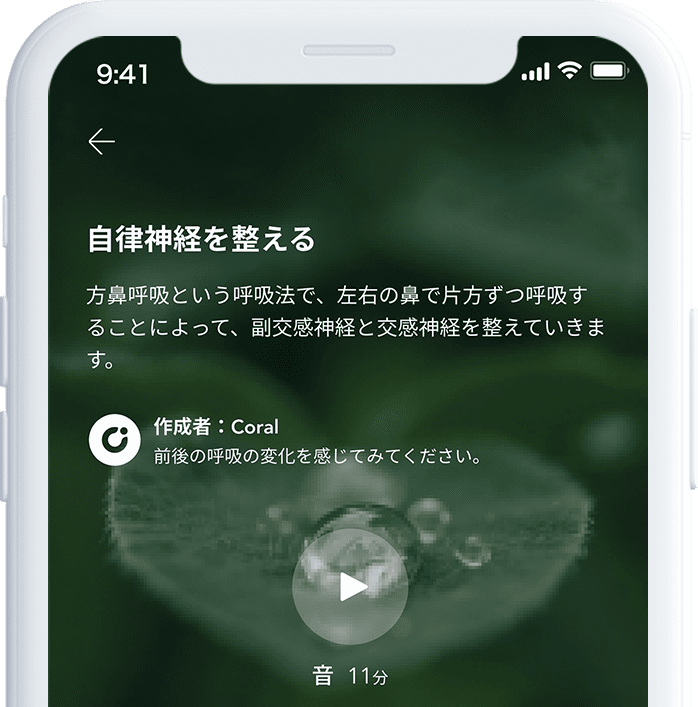 9:41
自律神経を整える
方鼻呼吸という呼吸法で、左右の鼻で片方ずつ呼吸す
ることによって、副交感神経と交感神経を整えていきま
す。
作成者：Coral
前後の呼吸の変化を感じてみてください。
音 11分